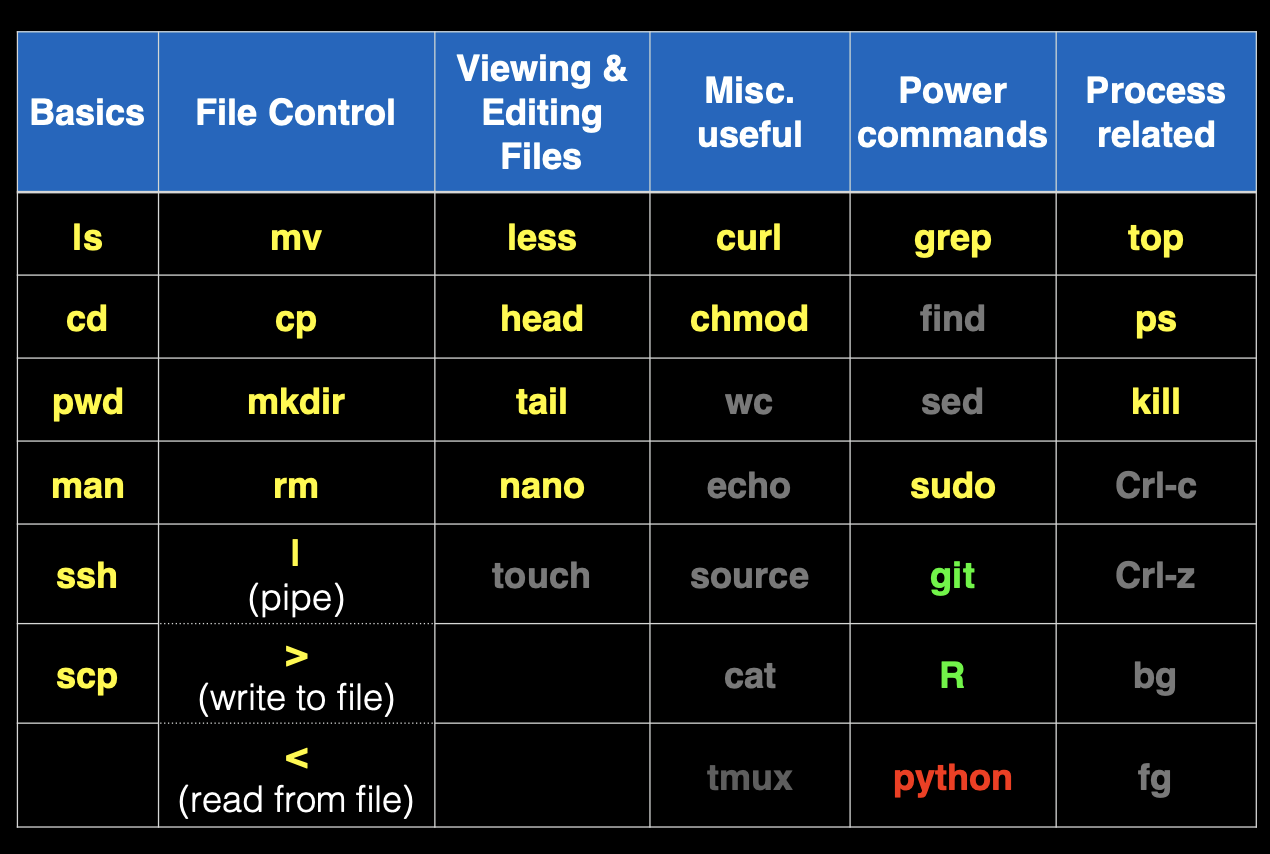 Basics File Control Viewing & Editing Files Misc. useful Power commands Process related
ls mv less curl grep top
cd cp head chmod find ps
pwd mkdir tail wc sed kill
man rm nano echo sudo Crl-c
ssh | (pipe) touch source git Crl-z
scp > (write to file) cat R bg
< (read from file) tmux python fg